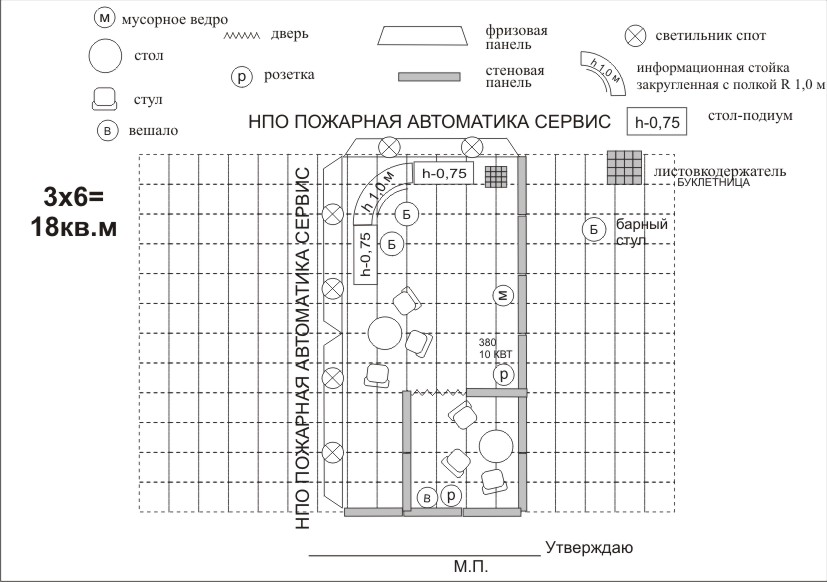 м мусорное ведро
дверь
фризовая
панель
светильник спот
стол
р розетка
стеновая
панель
h 1,0 м
информационная стойка
закругленная с полкой R 1,0 м
стул
в вешало
НПО ПОЖАРНАЯ АВТОМАТИКА СЕРВИС
h-0,75
стол-подиум
листовкодержатель
БУКЛЕТНИЦА
3х6=
18кв.м
НПО ПОЖАРНАЯ АВТОМАТИКА СЕРВИС
h 1,0 м
h-0,75
h-0,75
Б
Б
Б
барный
стул
м
380
10 КВТ
р
в
р
Утверждаю
М.П.